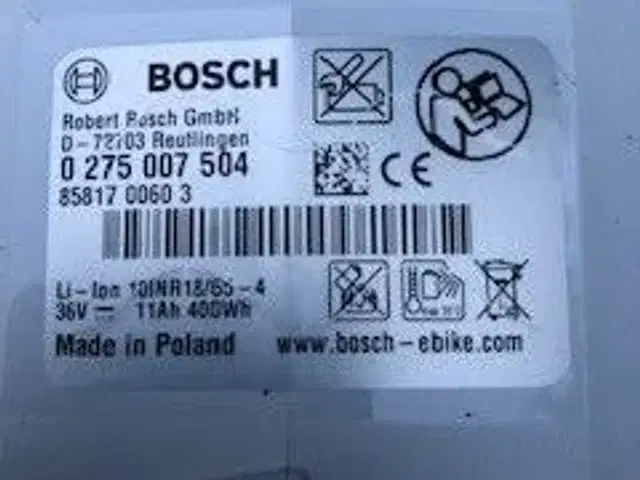 BOSCH
Robert Bosch GmbH
D-72703 Reutlingen
0 275 007 504
85817 0060 3
CE
Li-Ion 10INR18/65-4
36V 11Ah 400Wh
Made in Poland www.bosch-ebike.com